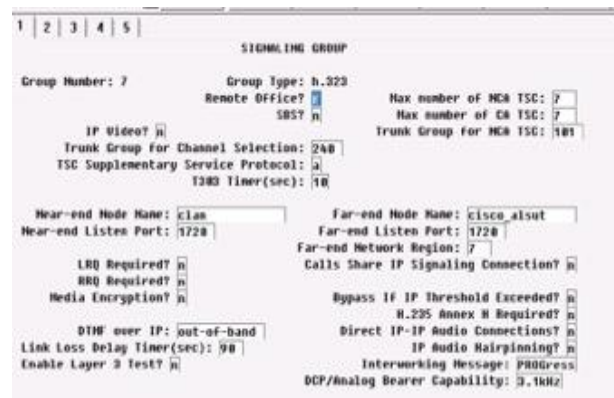 1 2 3 4 5
SIGNALING GROUP
Group Number: 7 Group Type: h.323
Remote Office? Max number of NCA TSC: 7
SBS? n Max number of CA TSC: 7
IP Video? n Trunk Group for NCA TSC: 101
Trunk Group for Channel Selection: 240
TSC Supplementary Service Protocol: a
T303 Timer(sec): 10
Near-end Node Name: clan Far-end Node Name: cisco_alsut
Near-end Listen Port: 1720 Far-end Listen Port: 1720
Far-end Network Region: 7
LRQ Required? n Calls Share IP Signaling Connection? n
RRQ Required? n
Media Encryption? n Bypass If IP Threshold Exceeded? n
H.235 Annex H Required? n
DTMF over IP: out-of-band Direct IP-IP Audio Connections? n
Link Loss Delay Timer(sec): 90 IP Audio Hairpinning? n
Enable Layer 3 Test? n Interworking Message: PROGress
DCP/Analog Bearer Capability: 3.1kHz